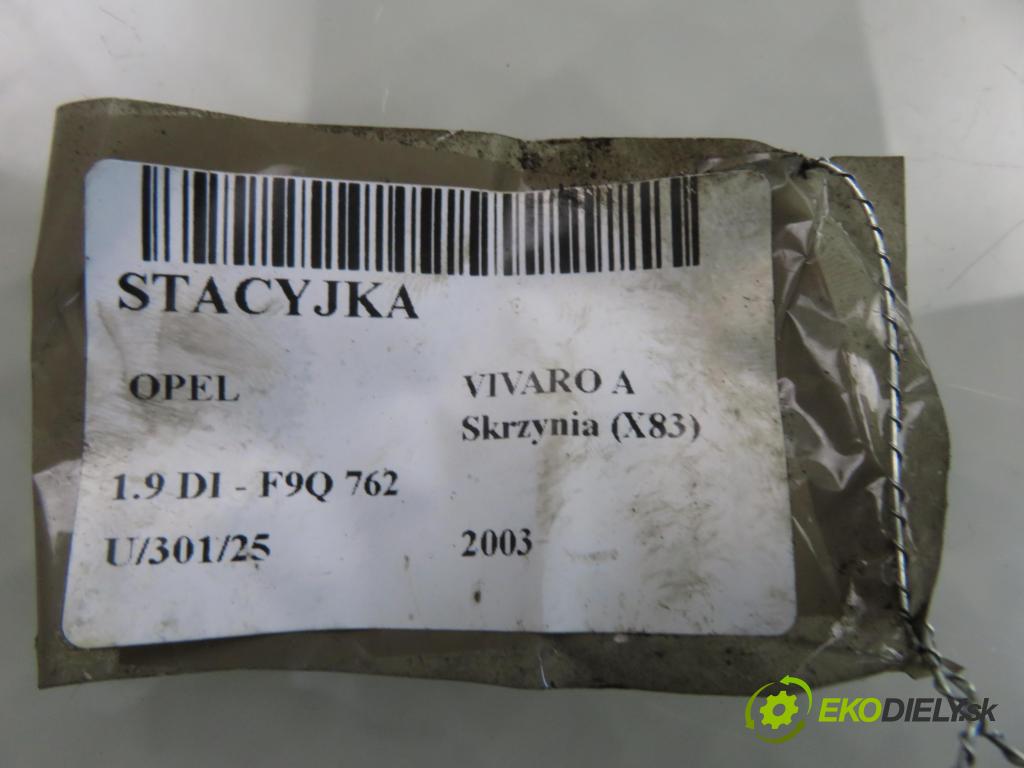 STACYJKA
OPEL
VIVARO A
Skrzynia (X83)
1.9 DI - F9Q 762
U/301/25
2003
EKODIELY.sk